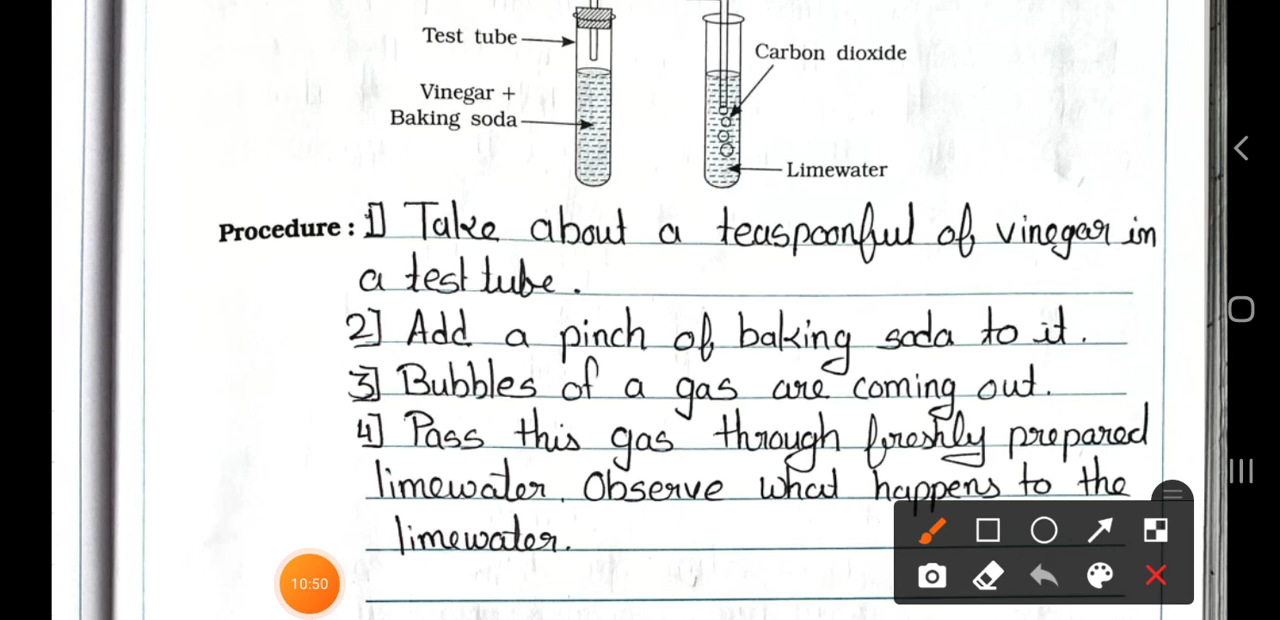 Test tube
Carbon dioxide
Vinegar +
Baking soda
Limewater
Procedure : 1] Take about a teaspoonful of vinegar in
a test tube.
2] Add a pinch of baking soda to it.
3] Bubbles of a gas are coming out.
4] Pass this gas through freshly prepared
limewater. Observe what happens to the
limewater.
10:50